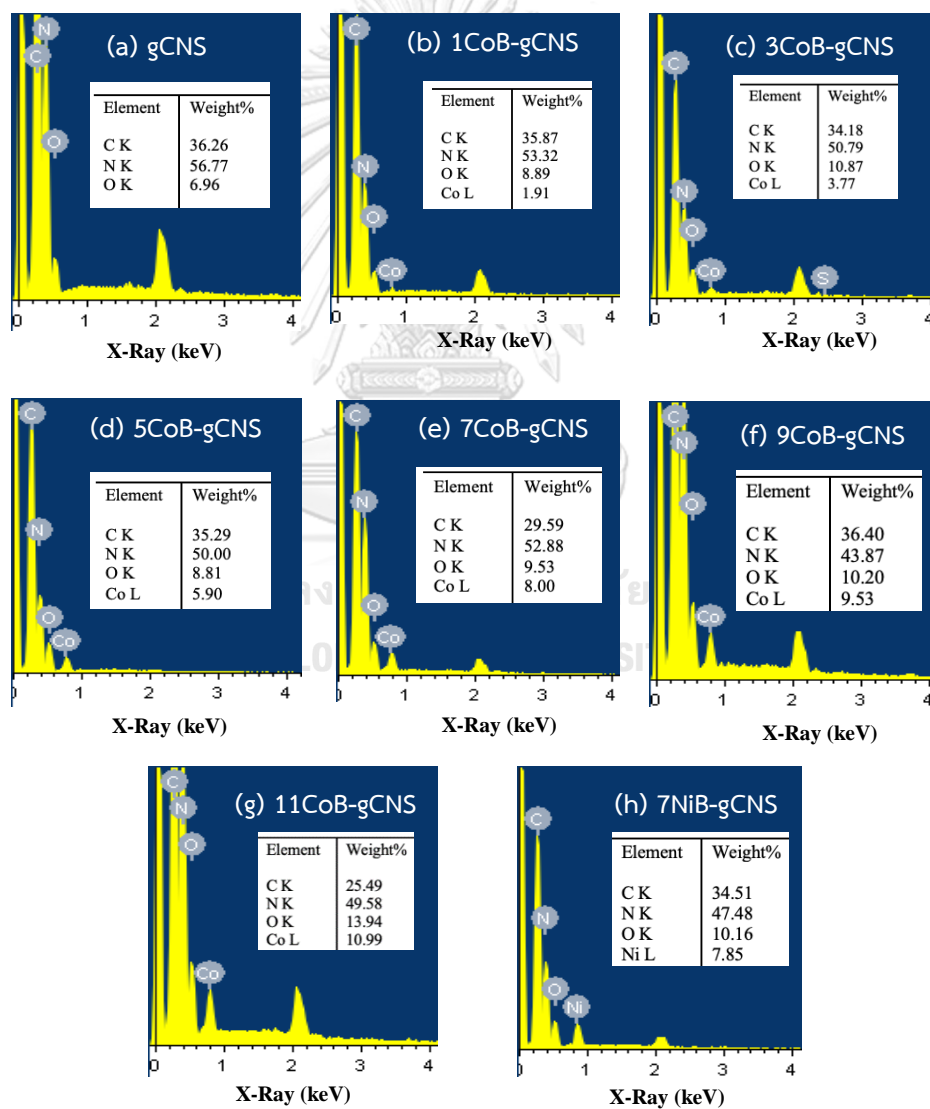 (a) gCNS
N
C
O
Element Weight%
C K 36.26
N K 56.77
O K 6.96
0 1 2 3 4
X-Ray (keV)
(b) 1CoB-gCNS
C
N
O
Co
Element Weight%
C K 35.87
N K 53.32
O K 8.89
Co L 1.91
0 1 2 3 4
X-Ray (keV)
(c) 3CoB-gCNS
C
N
O
Co
S
Element Weight%
C K 34.18
N K 50.79
O K 10.87
Co L 3.77
0 1 2 3 4
X-Ray (keV)
(d) 5CoB-gCNS
C
N
O
Co
Element Weight%
C K 35.29
N K 50.00
O K 8.81
Co L 5.90
0 1 2 3 4
X-Ray (keV)
(e) 7CoB-gCNS
C
N
O
Co
Element Weight%
C K 29.59
N K 52.88
O K 9.53
Co L 8.00
0 1 2 3 4
X-Ray (keV)
(f) 9CoB-gCNS
C
N
O
Co
Element Weight%
C K 36.40
N K 43.87
O K 10.20
Co L 9.53
0 1 2 3 4
X-Ray (keV)
(g) 11CoB-gCNS
C
N
O
Co
Element Weight%
C K 25.49
N K 49.58
O K 13.94
Co L 10.99
0 1 2 3 4
X-Ray (keV)
(h) 7NiB-gCNS
C
N
O
Ni
Element Weight%
C K 34.51
N K 47.48
O K 10.16
Ni L 7.85
0 1 2 3 4
X-Ray (keV)